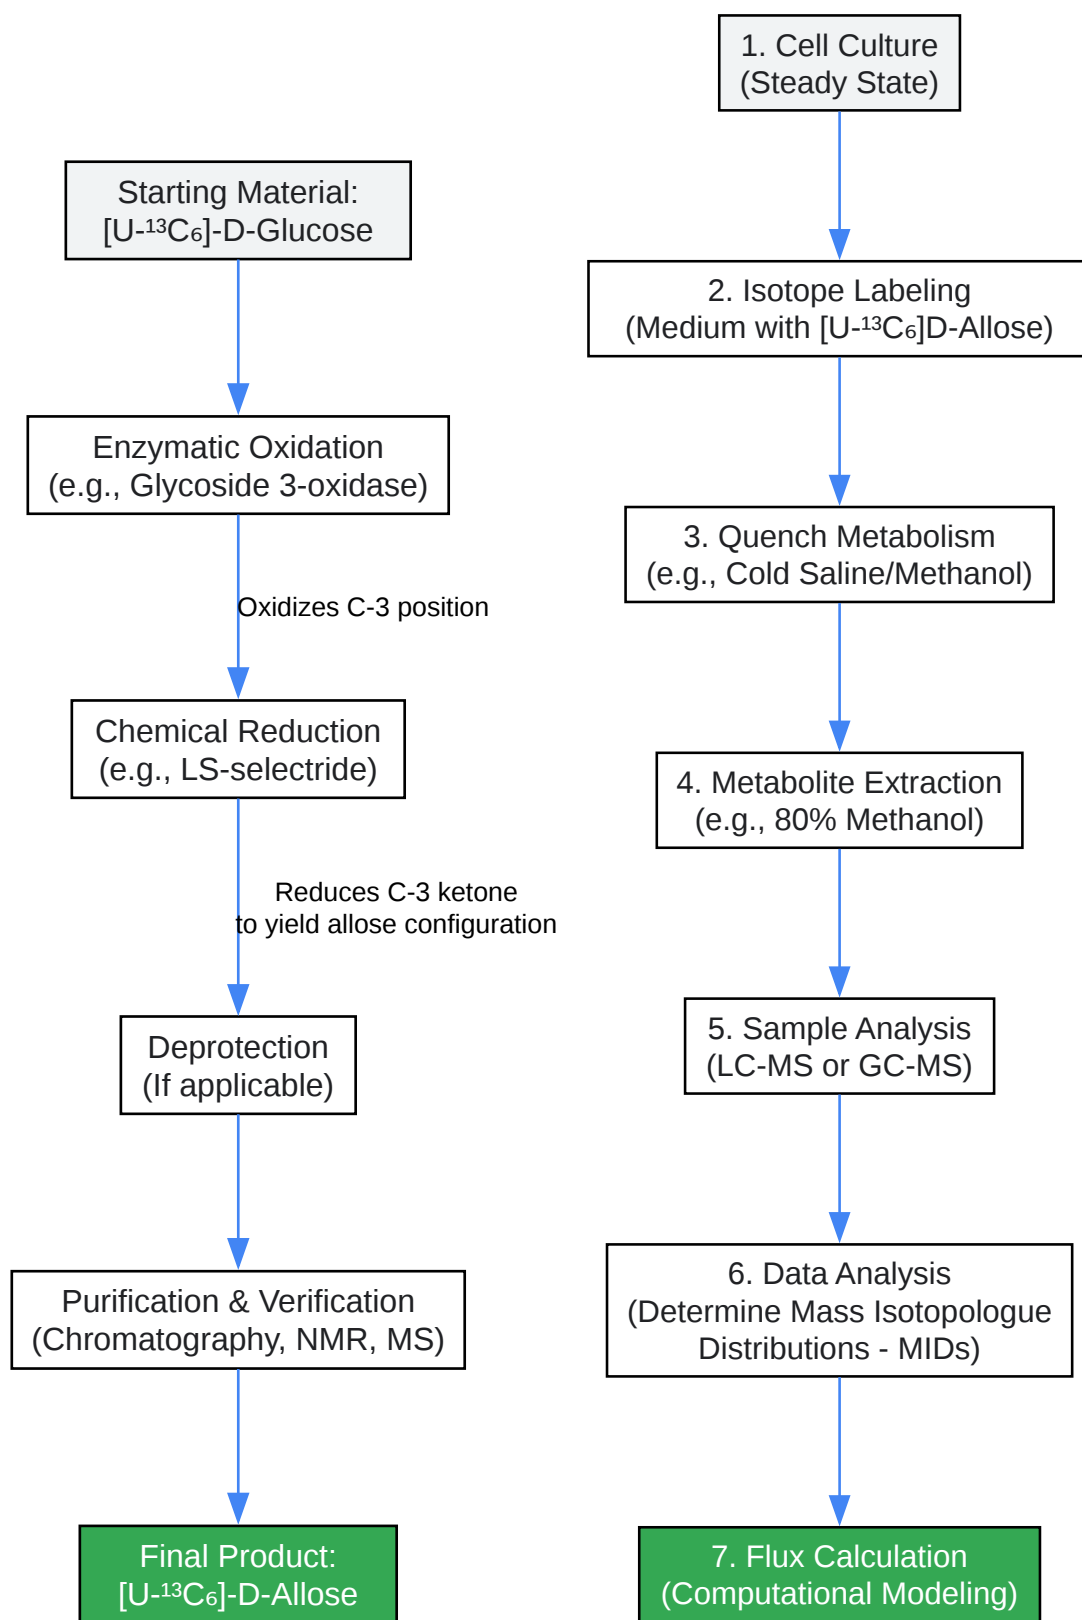 Starting Material:
[U-¹³C₆]-D-Glucose
Enzymatic Oxidation
(e.g., Glycoside 3-oxidase)
Oxidizes C-3 position
Chemical Reduction
(e.g., LS-selectride)
Reduces C-3 ketone
to yield allose configuration
Deprotection
(If applicable)
Purification & Verification
(Chromatography, NMR, MS)
Final Product:
[U-¹³C₆]-D-Allose
1. Cell Culture
(Steady State)
2. Isotope Labeling
(Medium with [U-¹³C₆]D-Allose)
3. Quench Metabolism
(e.g., Cold Saline/Methanol)
4. Metabolite Extraction
(e.g., 80% Methanol)
5. Sample Analysis
(LC-MS or GC-MS)
6. Data Analysis
(Determine Mass Isotopologue
Distributions - MIDs)
7. Flux Calculation
(Computational Modeling)